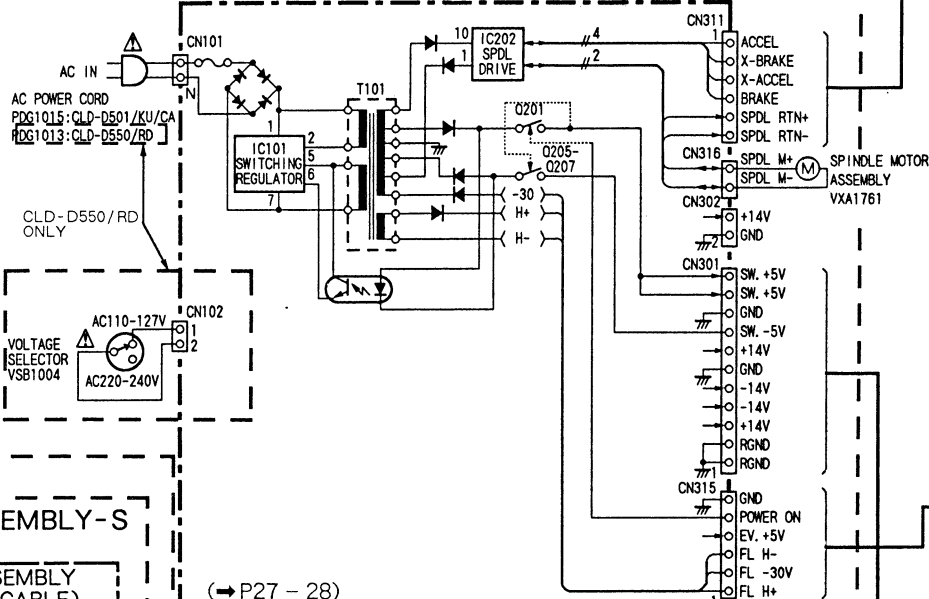 CN101
AC IN
N
AC POWER CORD
PDG1015:CLD-D501/KU/CA
PDG1013:CLD-D550/RD
CLD-D550/RD
ONLY
1
2
5
6
7
IC101
SWITCHING
REGULATOR
T101
10
1
IC202
SPDL
DRIVE
4
2
Q201
Q205-
Q207
-30
H+
H-
CN311
1
ACCEL
X-BRAKE
X-ACCEL
BRAKE
SPDL RTN+
SPDL RTN-
CN316
SPDL M+
SPDL M-
M
SPINDLE MOTOR
ASSEMBLY
VXA1761
CN302
+14V
2
GND
CN301
SW. +5V
SW. +5V
GND
SW. -5V
+14V
GND
-14V
-14V
+14V
RGND
RGND
1
CN315
GND
POWER ON
EV. +5V
FL H-
FL -30V
FL H+
1
CN102
1
2
AC110-127V
VOLTAGE
SELECTOR
VSB1004
AC220-240V
EMBLY-S
SEMBLY
CABLE)
(➡P27 - 28)